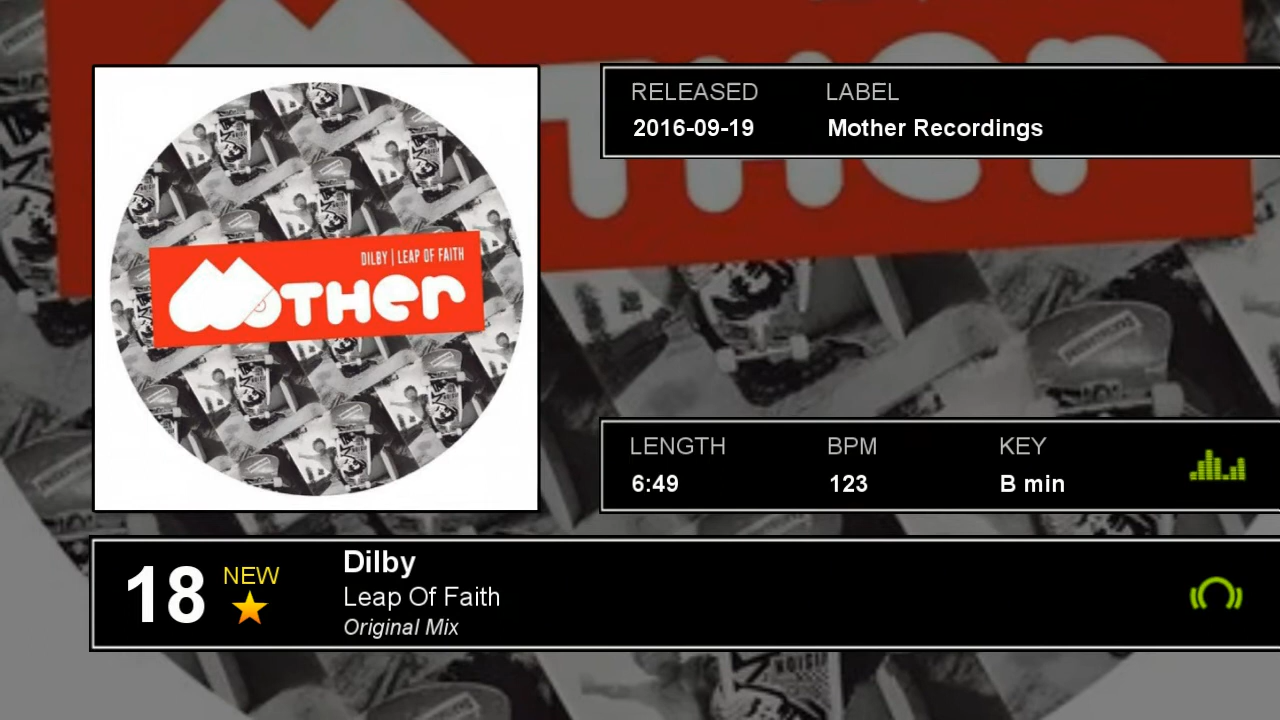 RELEASED LABEL
2016-09-19 Mother Recordings
DILBY | LEAP OF FAITH
MOTHER
LENGTH BPM KEY
6:49 123 B min
18 NEW
Dilby
Leap Of Faith
Original Mix